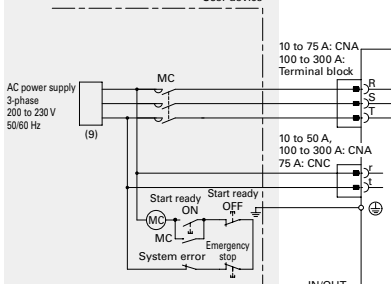 User device
10 to 75 A: CNA
100 to 300 A:
Terminal block
MC
R
S
T
AC power supply
3-phase
200 to 230 V
50/60 Hz
(9)
10 to 50 A,
100 to 300 A: CNA
75 A: CNC
r
t
Start ready
ON
Start ready
OFF
MC
MC
System error
Emergency
stop
IN/OUT